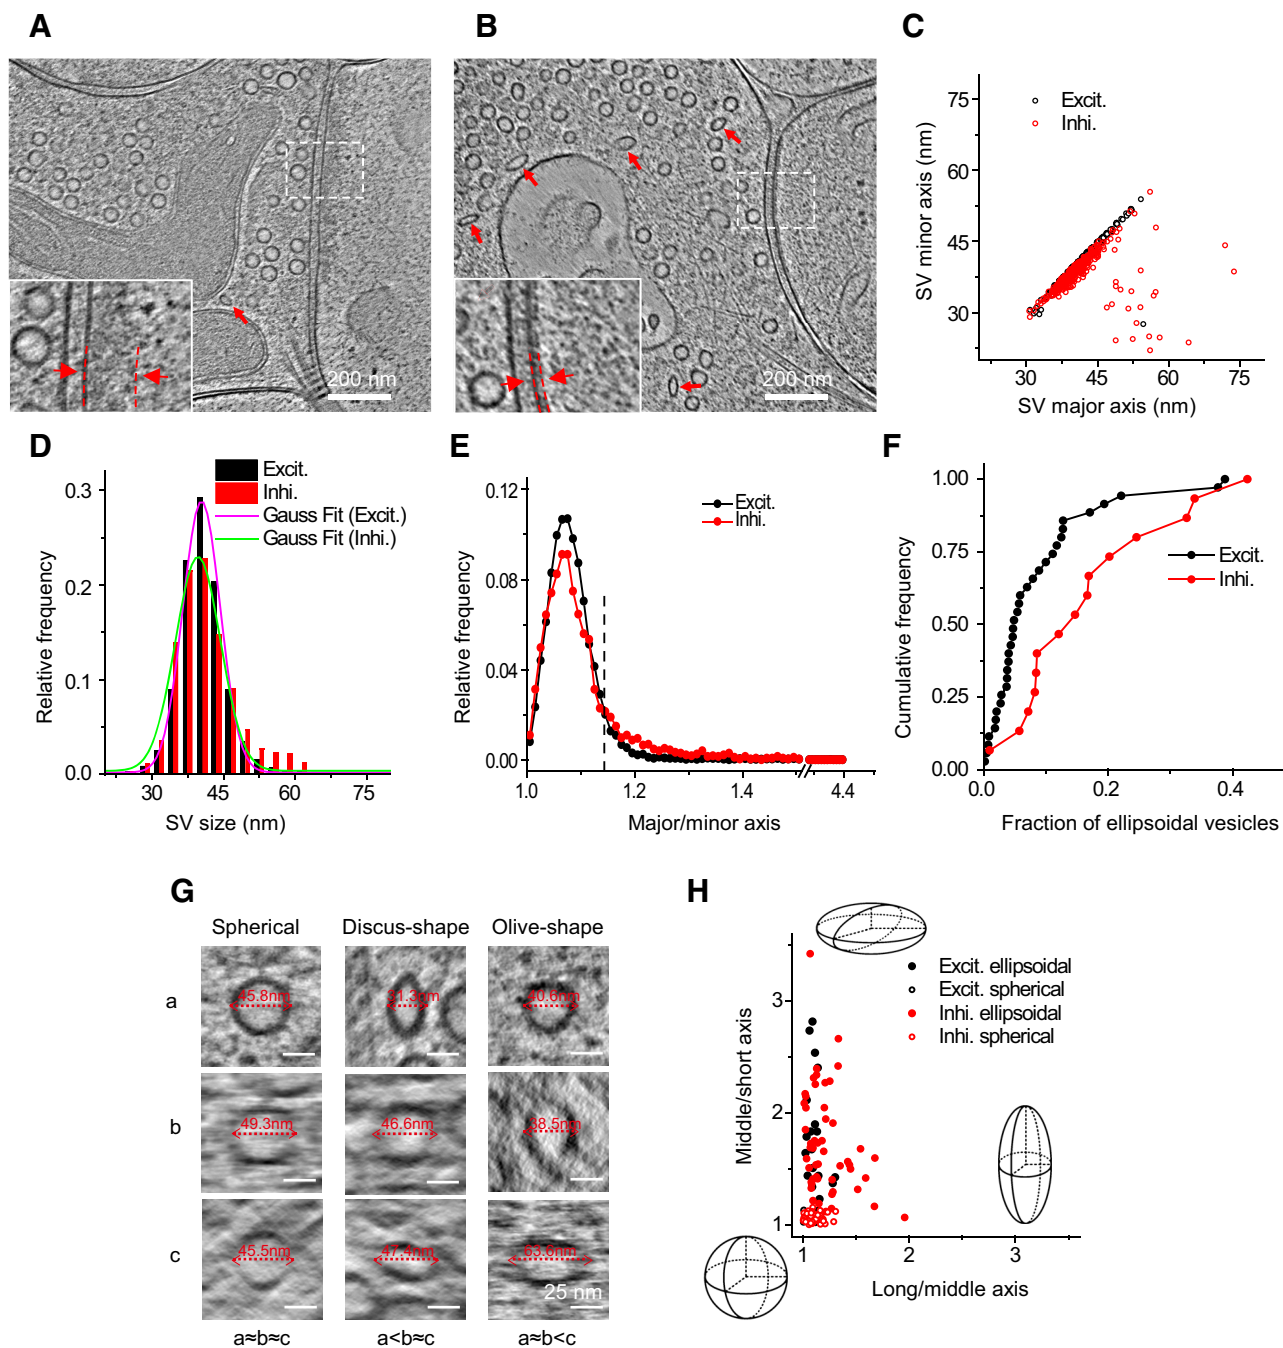 A
200 nm
B
200 nm
C
SV minor axis (nm)
75
60
45
30
Excit.
Inhi.
30 45 60 75
SV major axis (nm)
D
Relative frequency
0.3
0.2
0.1
0.0
Excit.
Inhi.
Gauss Fit (Excit.)
Gauss Fit (Inhi.)
30 45 60 75
SV size (nm)
E
Relative frequency
0.12
0.08
0.04
0.00
Excit.
Inhi.
1.0 1.2 1.4 4.4
Major/minor axis
F
Cumulative frequency
1.00
0.75
0.50
0.25
0.00
Excit.
Inhi.
0.0 0.2 0.4
Fraction of ellipsoidal vesicles
G
Spherical Discus-shape Olive-shape
a
45.8nm 31.3nm 40.6nm
b
49.3nm 46.6nm 38.5nm
c
45.5nm 47.4nm 63.6nm
25 nm
a≈b≈c a<b≈c a≈b<c
H
Middle/short axis
3
2
1
Excit. ellipsoidal
Excit. spherical
Inhi. ellipsoidal
Inhi. spherical
1 2 3
Long/middle axis